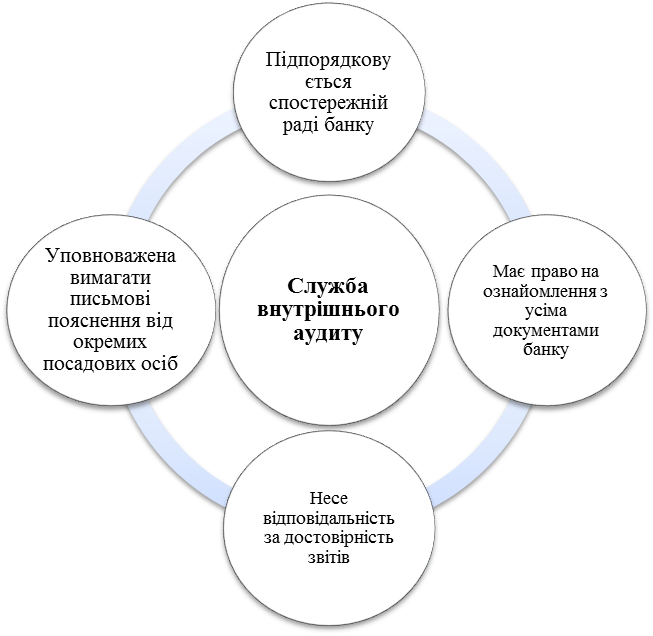 Підпорядкову
ється
спостережній
раді банку
Уповноважена
вимагати
письмові
пояснення від
окремих
посадових осіб
Служба
внутрішнього
аудиту
Має право на
ознайомлення з
усіма
документами
банку
Несе
відповідальність
за достовірність
звітів